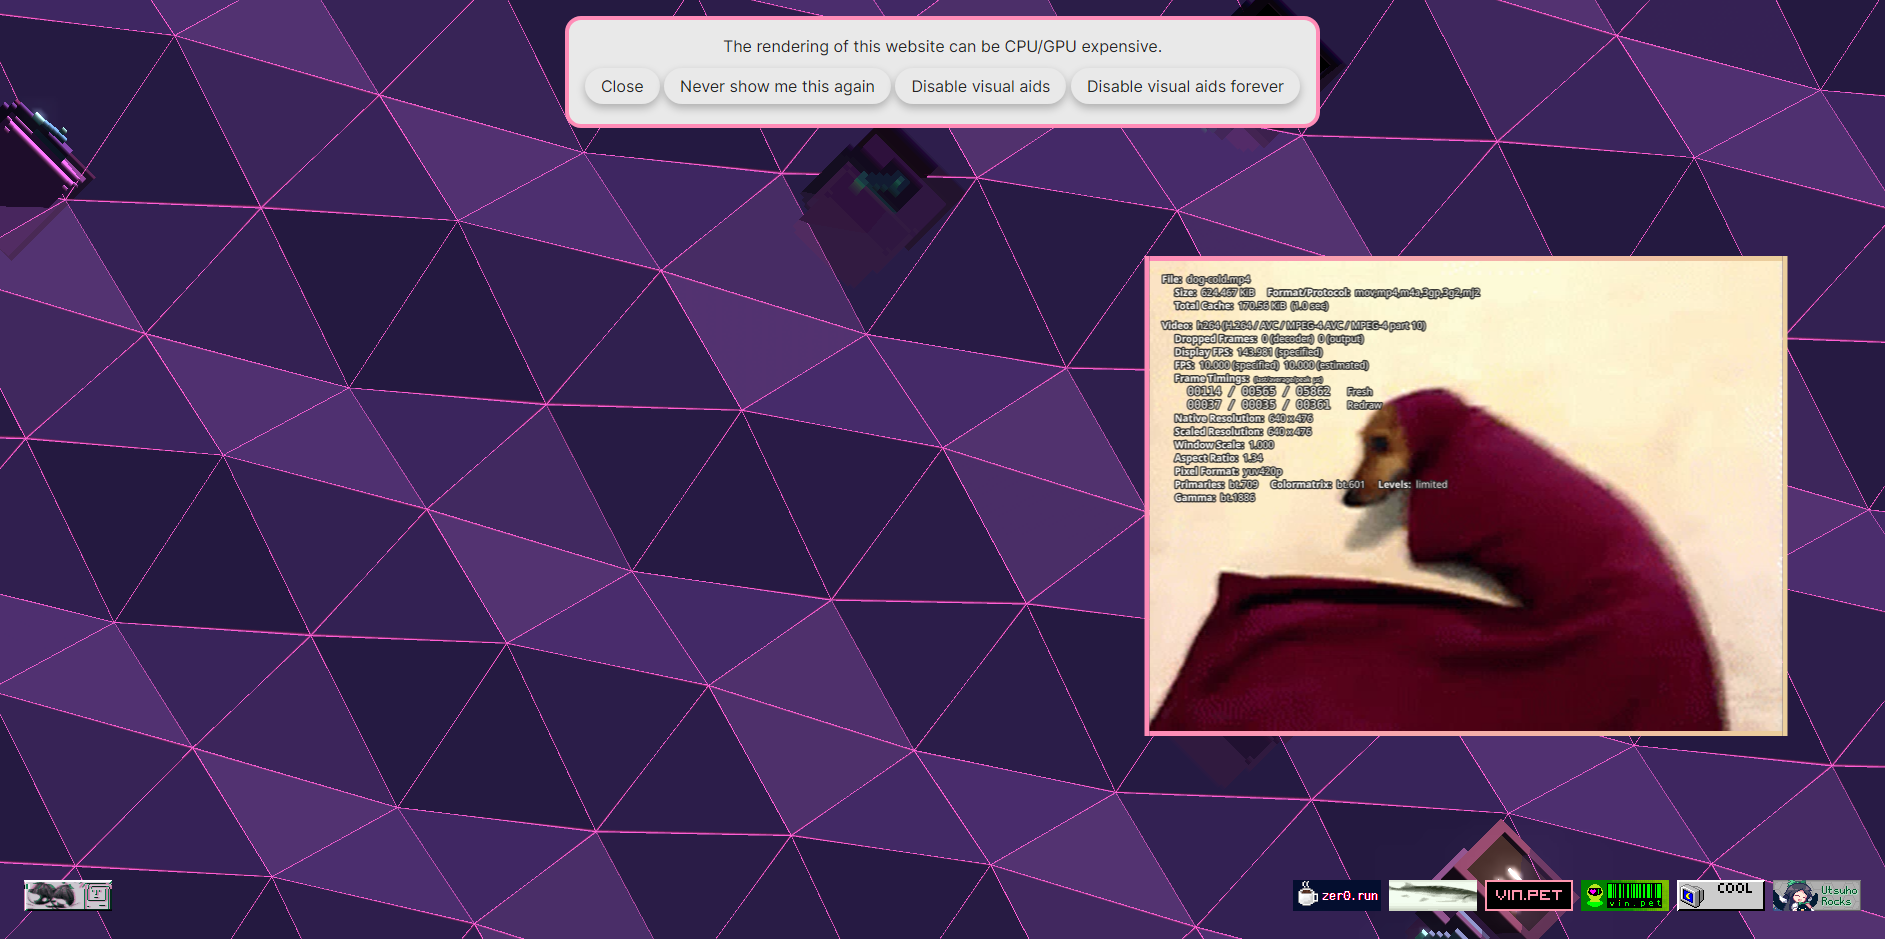 The rendering of this website can be CPU/GPU expensive.
Close Never show me this again Disable visual aids Disable visual aids forever
File: dog-cold.mp4
Size: 624.467 KiB Format/Protocol: mov,mp4,m4a,3gp,3g2,mj2
Total Cache: 170.56 KiB (1.0 sec)
Video: h264 (H.264 / AVC / MPEG-4 AVC / MPEG-4 part 10)
Dropped Frames: 0 (decoder) 0 (output)
Display FPS: 143.981 (specified)
FPS: 10.000 (specified) 10.000 (estimated)
Frame Timings: (last/average/peak μs)
00114 / 00565 / 05862 Fresh
00037 / 00035 / 00361 Redraw
Native Resolution: 640 x 476
Scaled Resolution: 640 x 476
Window Scale: 1.000
Aspect Ratio: 1.34
Pixel Format: yuv420p
Primaries: bt.709 Colormatrix: bt.601 Levels: limited
Gamma: bt.1886
zer0.run
VIN.PET
vin.pet
COOL
Utsuho
Rocks